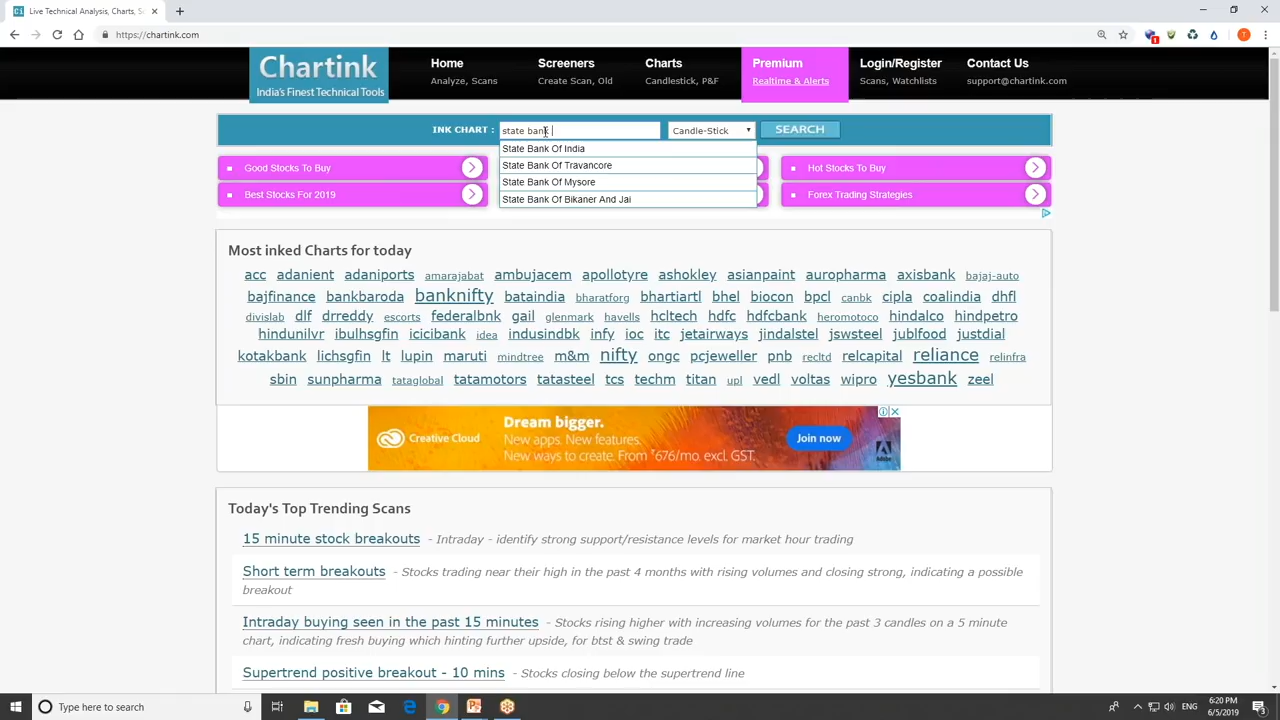 Live Technical Analysis, Charts, Sc
https://chartink.com
1
T
Chartink
India's Finest Technical Tools
Home
Analyze, Scans
Screeners
Create Scan, Old
Charts
Candlestick, P&F
Premium
Realtime & Alerts
Login/Register
Scans, Watchlists
Contact Us
support@chartink.com
INK CHART : state bank Candle-Stick SEARCH
State Bank Of India
State Bank Of Travancore
State Bank Of Mysore
State Bank Of Bikaner And Jai
Good Stocks To Buy
Hot Stocks To Buy
Best Stocks For 2019
Forex Trading Strategies
Most inked Charts for today
acc adanient adaniports amarajabat ambujacem apollotyre ashokley asianpaint auropharma axisbank bajaj-auto
bajfinance bankbaroda banknifty bataindia bharatforg bhartiartl bhel biocon bpcl canbk cipla coalindia dhfl
divislab dlf drreddy escorts federalbnk gail glenmark havells hcltech hdfc hdfcbank heromotoco hindalco hindpetro
hindunilvr ibulhsgfin icicibank idea indusindbk infy ioc itc jetairways jindalstel jswsteel jublfood justdial
kotakbank lichsgfin lt lupin maruti mindtree m&m nifty ongc pcjeweller pnb recltd relcapital reliance relinfra
sbin sunpharma tataglobal tatamotors tatasteel tcs techm titan upl vedl voltas wipro yesbank zeel
Creative Cloud
Dream bigger.
New apps. New features.
New ways to create. From ₹676/mo. excl. GST.
Join now
Adobe
Today's Top Trending Scans
15 minute stock breakouts - Intraday - identify strong support/resistance levels for market hour trading
Short term breakouts - Stocks trading near their high in the past 4 months with rising volumes and closing strong, indicating a possible
breakout
Intraday buying seen in the past 15 minutes - Stocks rising higher with increasing volumes for the past 3 candles on a 5 minute
chart, indicating fresh buying which hinting further upside, for btst & swing trade
Supertrend positive breakout - 10 mins - Stocks closing below the supertrend line
Type here to search
ENG
6:20 PM
6/5/2019
3